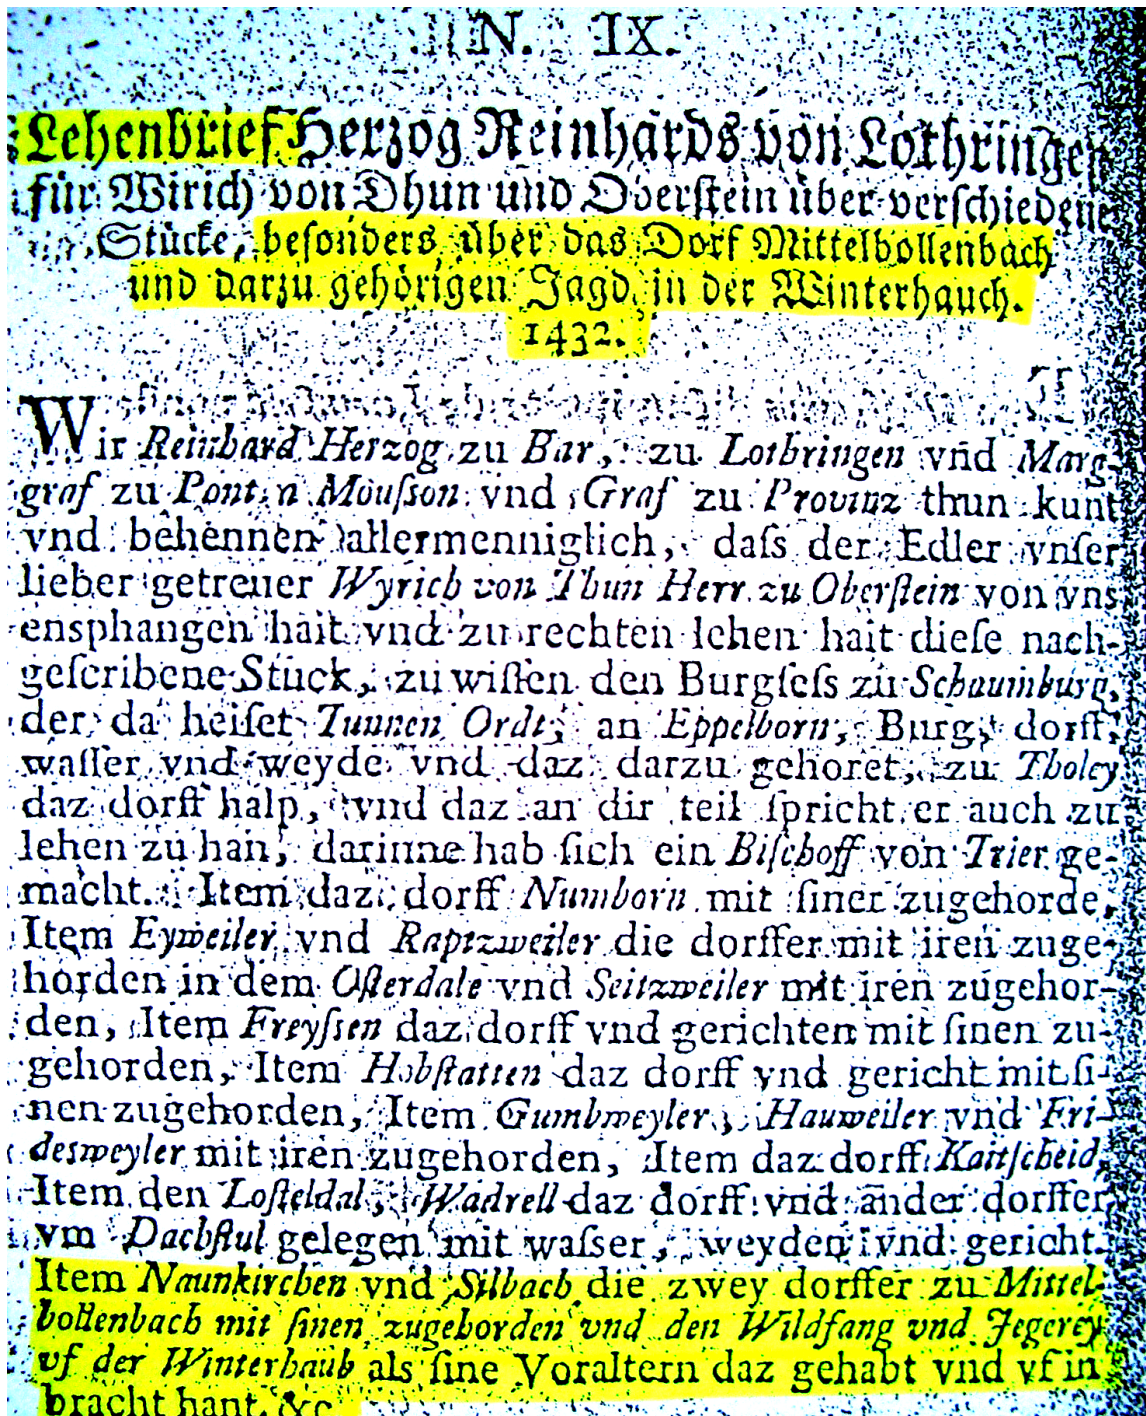 N. IX.
Lehenbrief Herzog Reinhards von Lothringen
für Wirich von Dhun und Oberstein über verschiedene
Stücke, besonders über das Dorf Mittelbollenbach
und darzu gehörigen Jagd in der Winterhauch.
1432.
Wir Reinhard Herzog zu Bar, zu Lothringen vnd Marg-
graf zu Pont a Mouſson vnd Graf zu Provinz thun kunt
vnd behennen allermenniglich, daſs der Edler vnſer
lieber getreuer Wyrich von Thun Herr zu Oberſtein von vns
ensphangen hait vnd zu rechten lehen hait dieſe nach-
geſcribene Stück, zu wiſſen den Burgſeſs zu Schaumburg,
der da heiſet Tunnen Ordt, an Eppelborn, Burg, dorff,
waſſer vnd weyde vnd daz darzu gehoret, zu Tholey
daz dorff halp, vnd daz an dir teil ſpricht er auch zu
lehen zu han, darinne hab ſich ein Biſchoff von Trier ge-
macht. Item daz dorff Numborn mit ſiner zugehorde,
Item Eyweiler vnd Raptzweiler die dorffer mit iren zuge-
horden in dem Oſterdale vnd Seitzweiler mit iren zugehor-
den, Item Freyſsen daz dorff vnd gerichten mit ſinen zu-
gehorden, Item Hobſtatten daz dorff vnd gericht mit ſi-
nen zugehorden, Item Gumbweyler, Hauweiler vnd Fri-
desweyler mit iren zugehorden, Item daz dorff Kattſcheid,
Item den Loſteldal, Wadrell daz dorff vnd ander dorffer
vm Dachſtul gelegen mit waſser, weyden vnd gericht.
Item Naunkirchen vnd Silbach die zwey dorffer zu Mittel-
bollenbach mit ſinen zugehorden vnd den Wildfang vnd Jegerey
vf der Winterhaub als ſine Voraltern daz gehabt vnd vf in
bracht hant. &c.